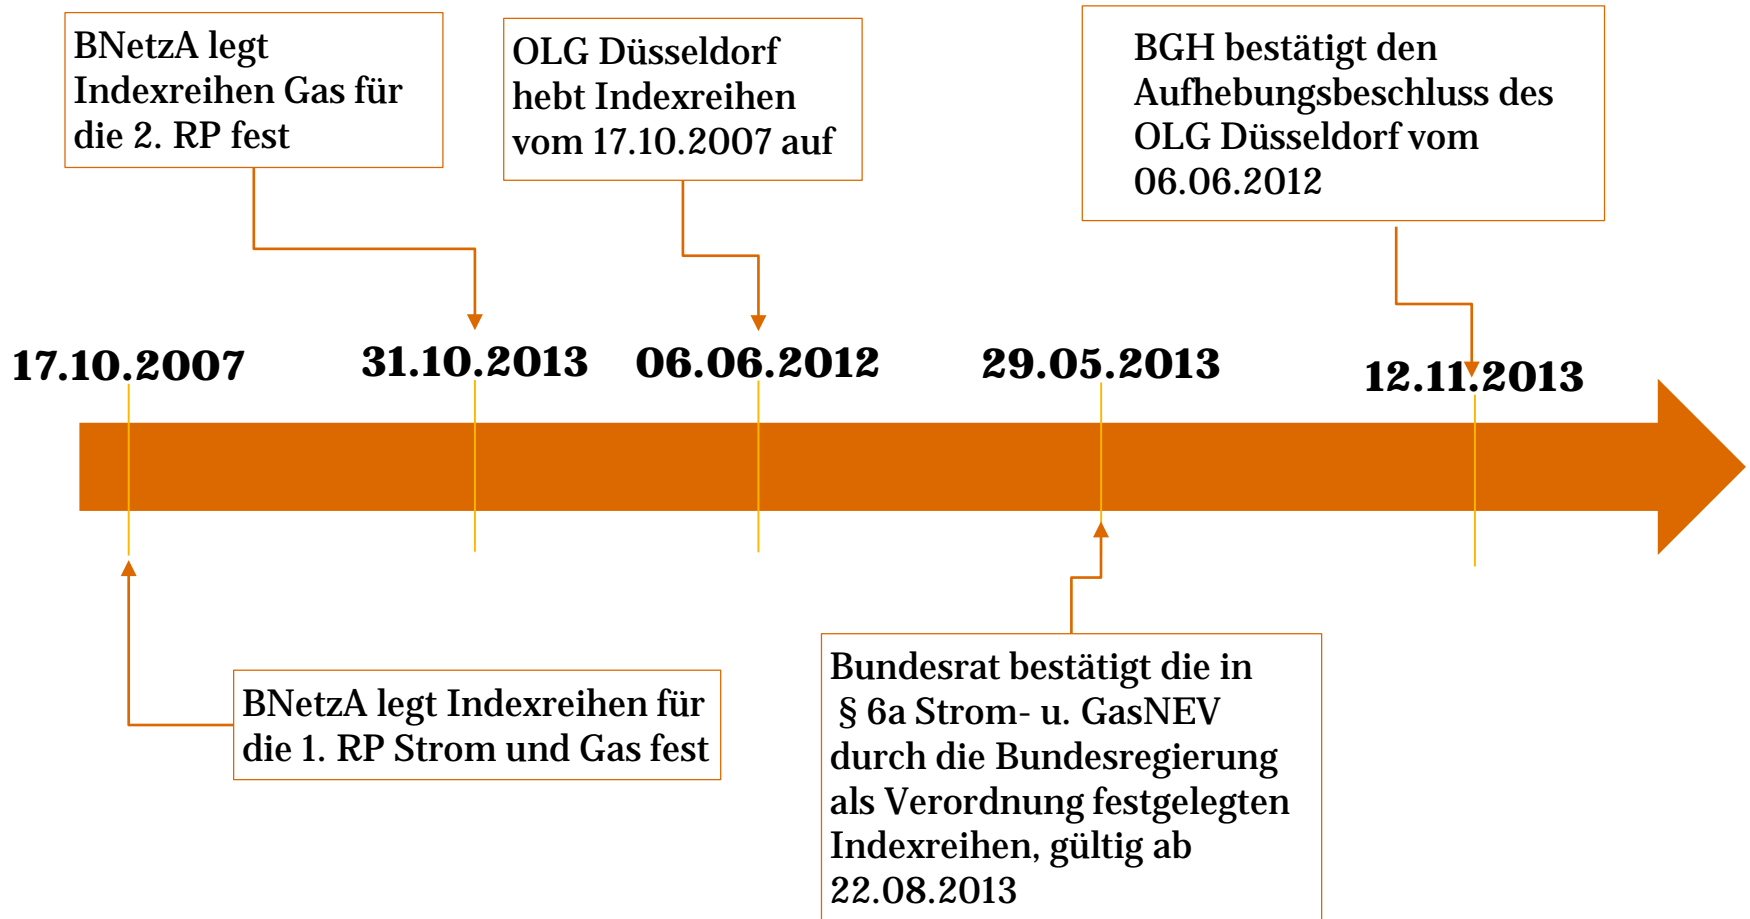 BNetzA legt
Indexreihen Gas für
die 2. RP fest
OLG Düsseldorf
hebt Indexreihen
vom 17.10.2007 auf
BGH bestätigt den
Aufhebungsbeschluss des
OLG Düsseldorf vom
06.06.2012
17.10.2007
31.10.2013
06.06.2012
29.05.2013
12.11.2013
BNetzA legt Indexreihen für
die 1. RP Strom und Gas fest
Bundesrat bestätigt die in
§ 6a Strom- u. GasNEV
durch die Bundesregierung
als Verordnung festgelegten
Indexreihen, gültig ab
22.08.2013